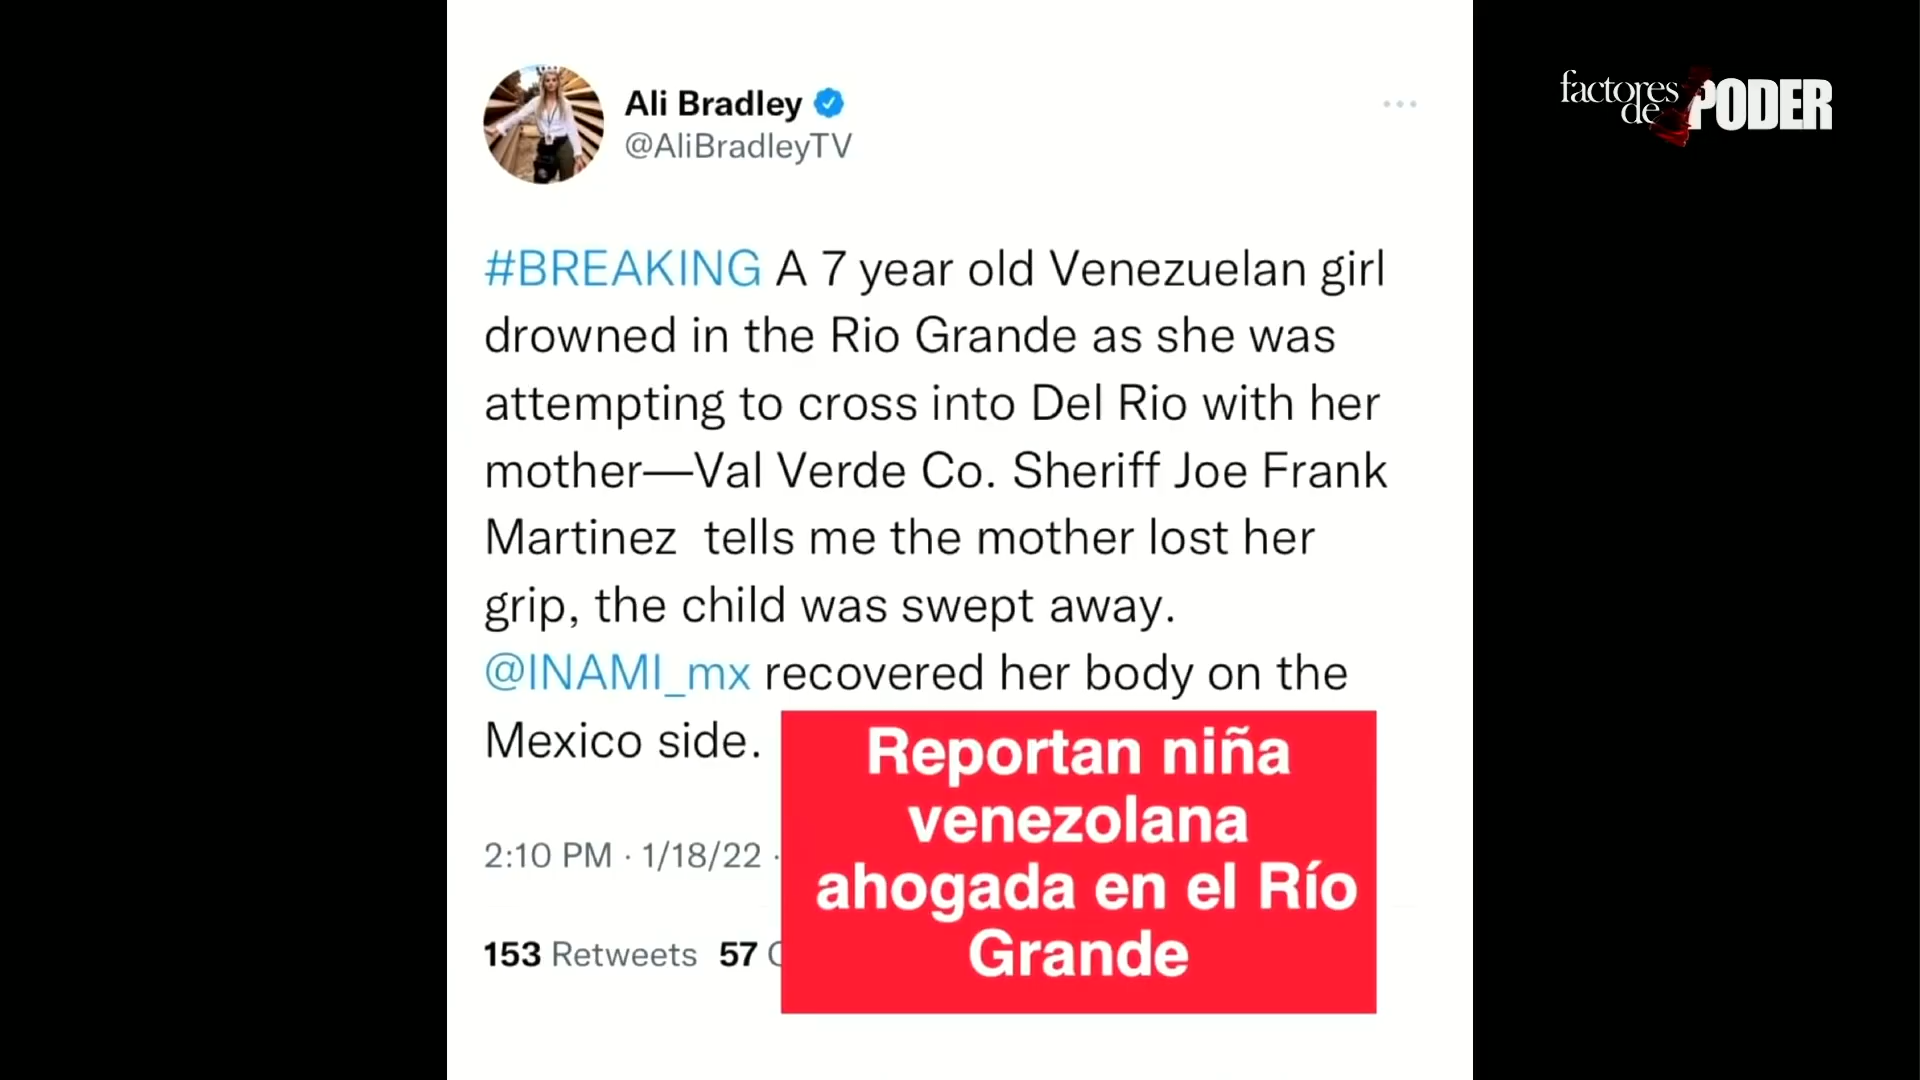 Ali Bradley
@AliBradleyTV
factores
de PODER
#BREAKING A 7 year old Venezuelan girl
drowned in the Rio Grande as she was
attempting to cross into Del Rio with her
mother—Val Verde Co. Sheriff Joe Frank
Martinez  tells me the mother lost her
grip, the child was swept away.
@INAMI_mx recovered her body on the
Mexico side.
2:10 PM · 1/18/22 ·
153 Retweets 57
Reportan niña
venezolana
ahogada en el Río
Grande